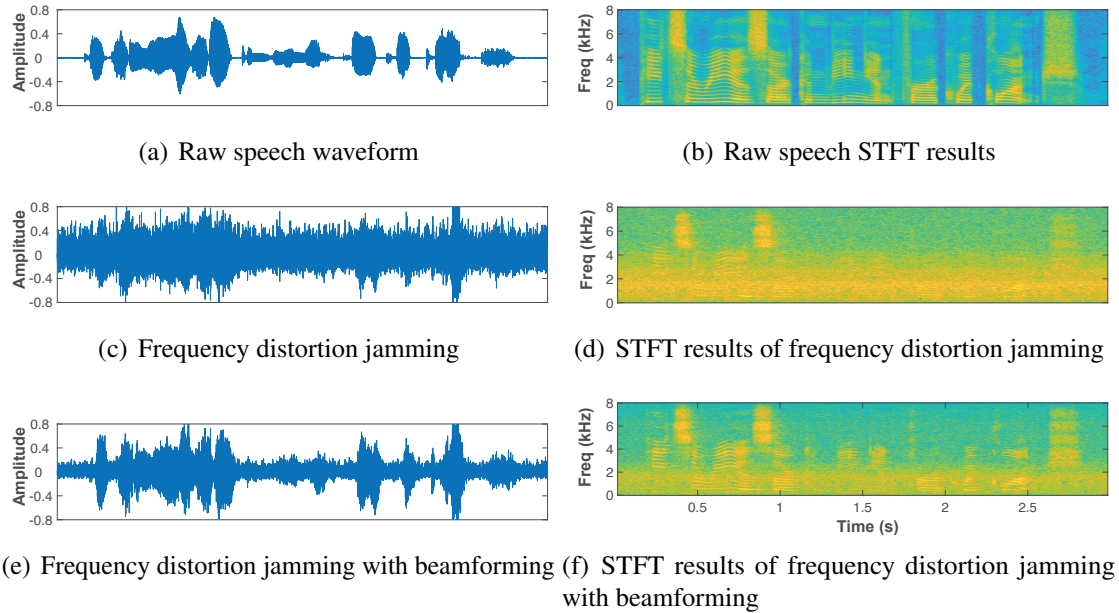 0.8
0.4
0
-0.4
-0.8
Amplitude
(a) Raw speech waveform
8
6
4
2
0
Freq (kHz)
(b) Raw speech STFT results
0.8
0.4
0
-0.4
-0.8
Amplitude
(c) Frequency distortion jamming
8
6
4
2
0
Freq (kHz)
(d) STFT results of frequency distortion jamming
0.8
0.4
0
-0.4
-0.8
Amplitude
(e) Frequency distortion jamming with beamforming
8
6
4
2
0
Freq (kHz)
0.5 1 1.5 2 2.5
Time (s)
(f) STFT results of frequency distortion jamming
with beamforming